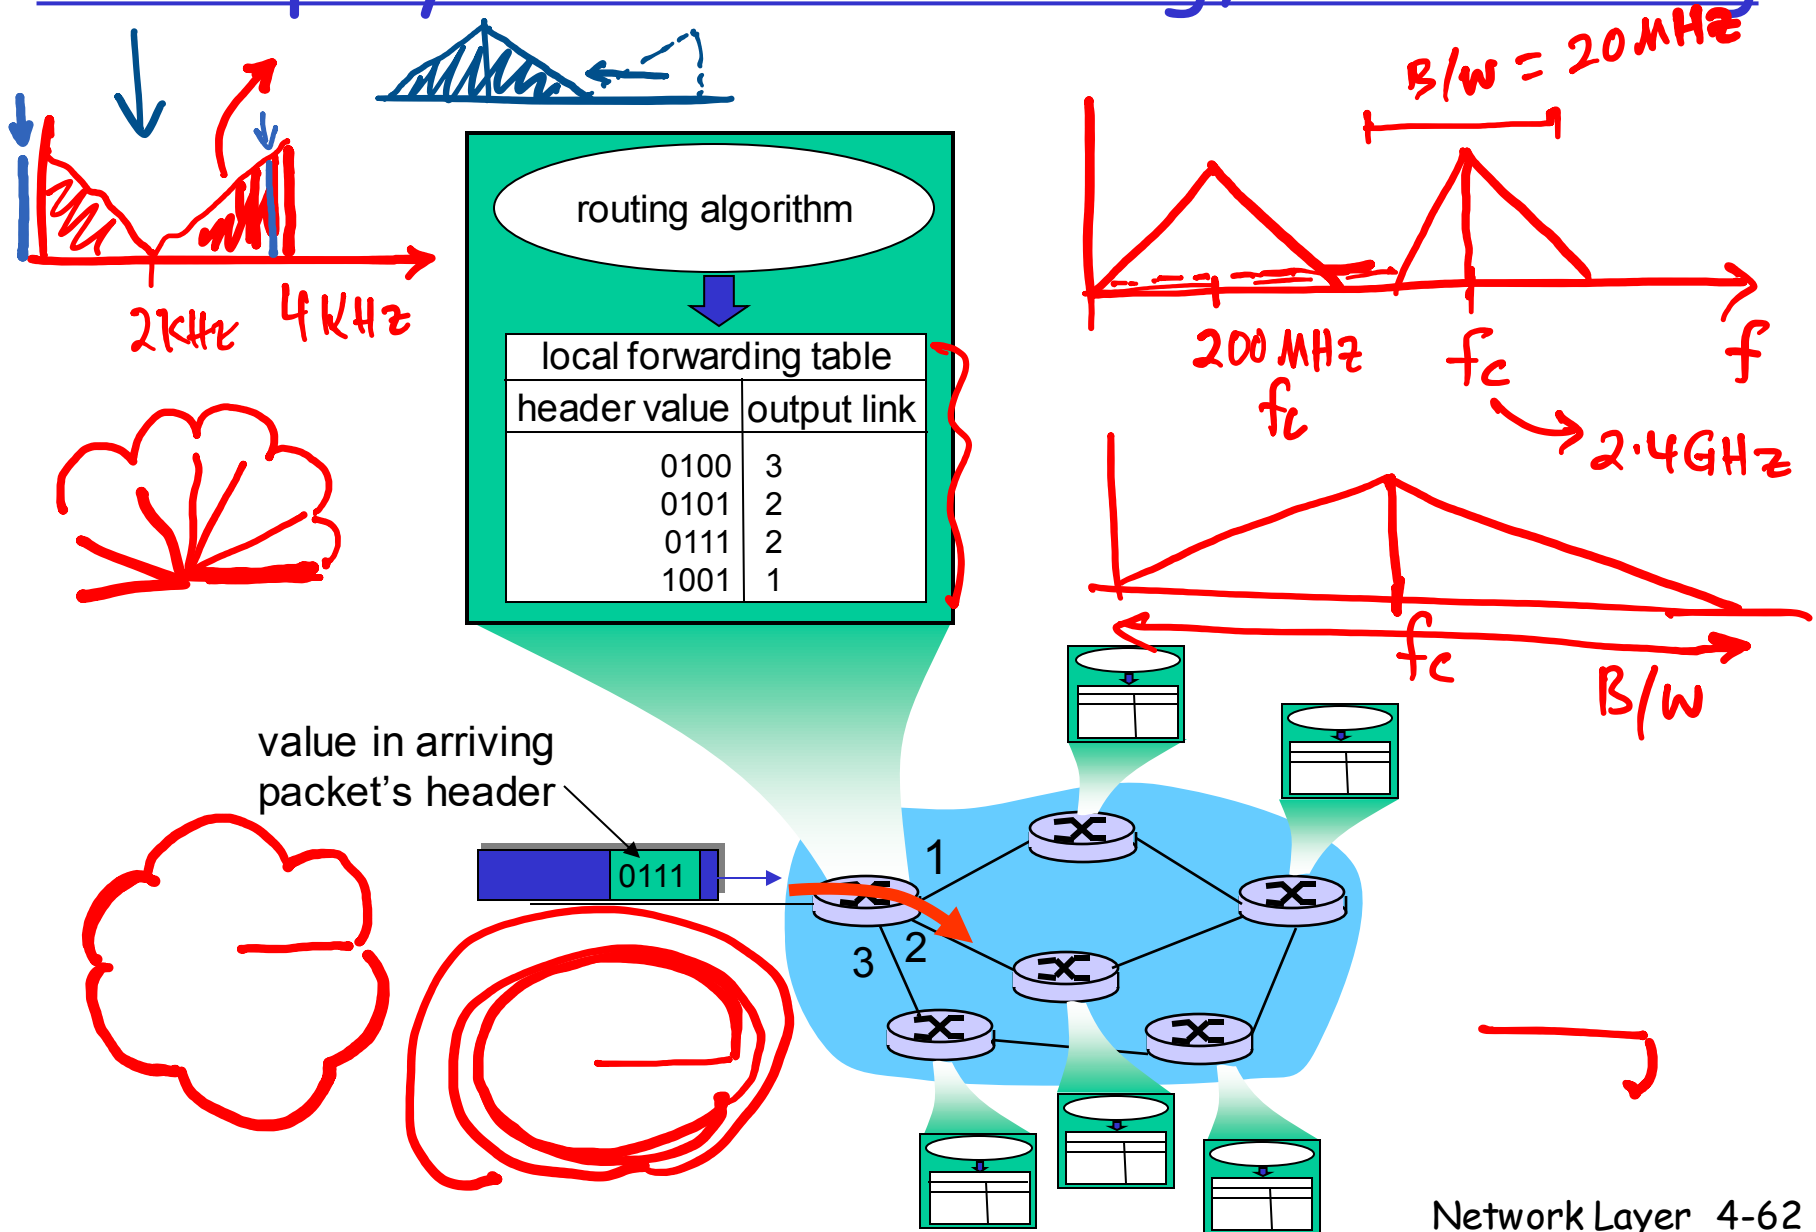 B/W = 20 MHz
routing algorithm
2KHz 4KHz
local forwarding table
header value output link
0100 3
0101 2
0111 2
1001 1
200 MHz
fc
fc
f
2.4GHz
fc
B/W
value in arriving
packet's header
0111
1
2
3
Network Layer 4-62